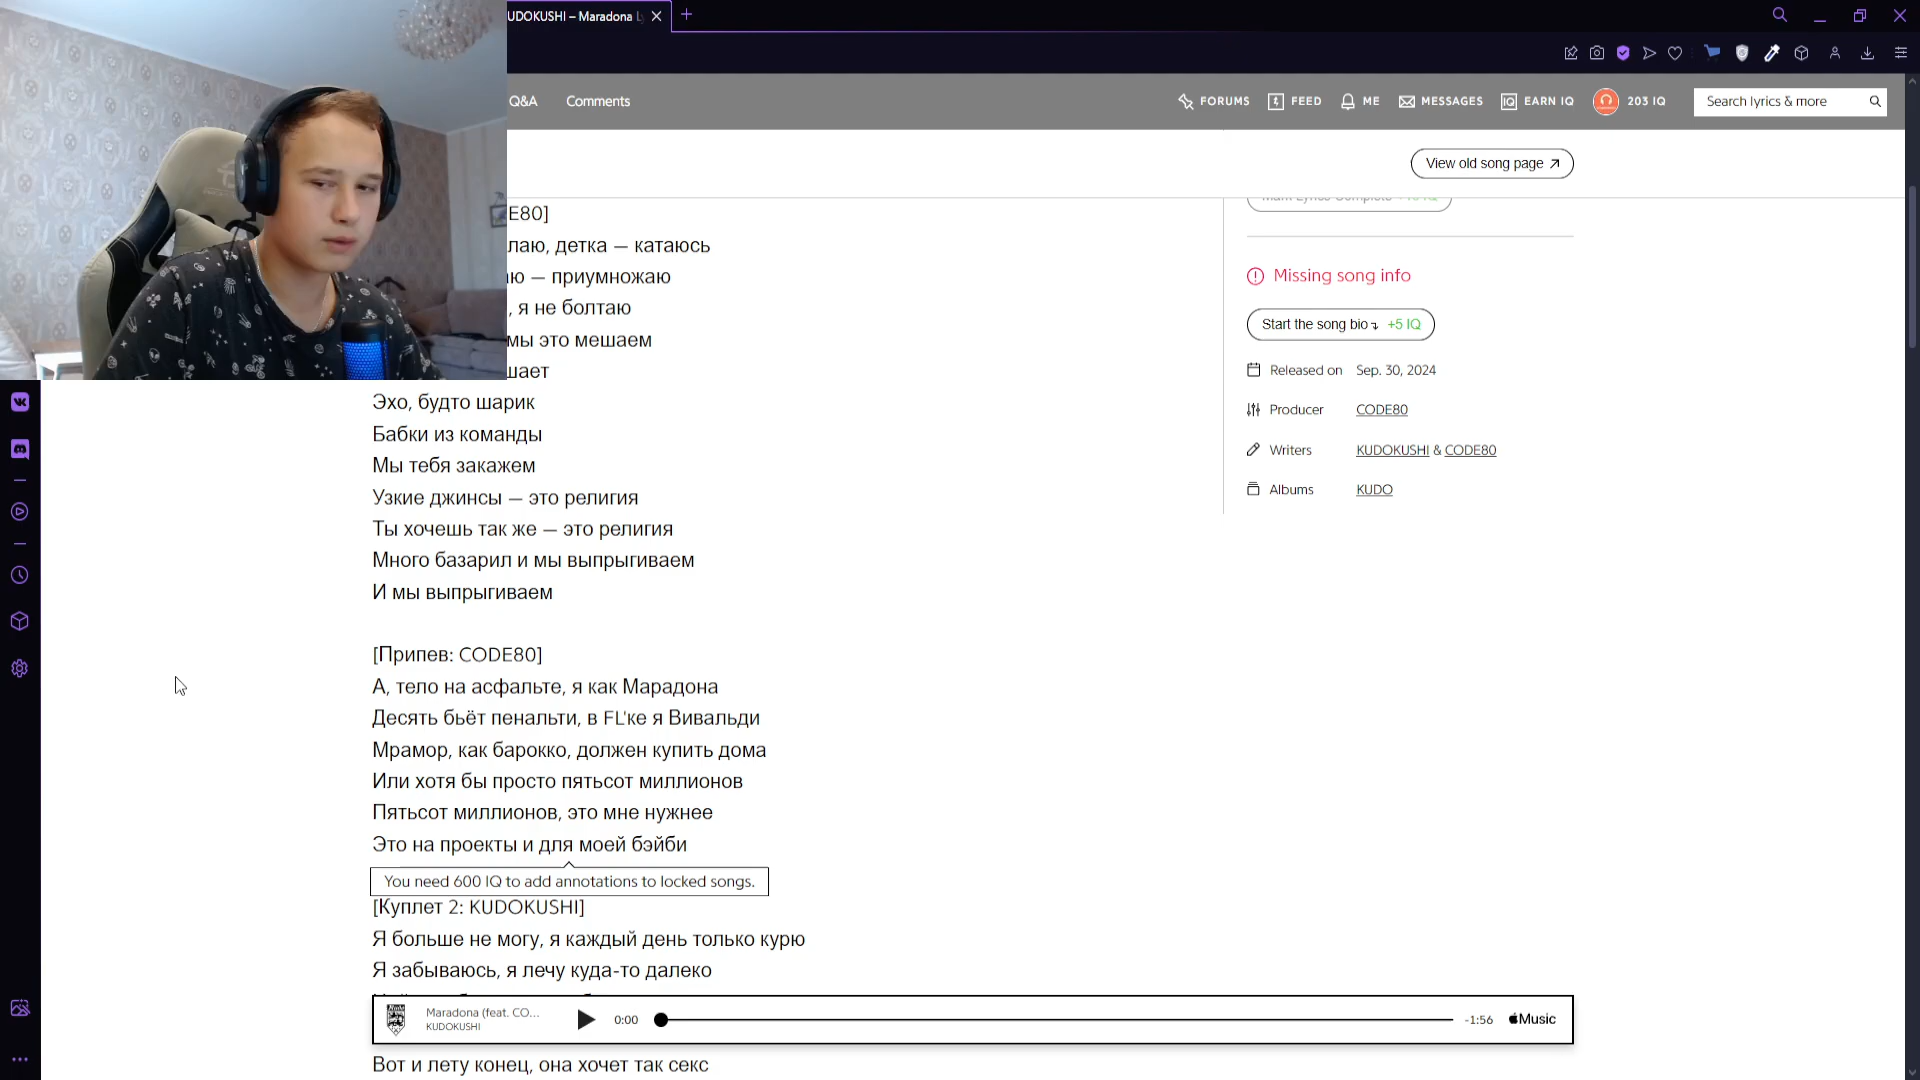 UDOKUSHI – Maradona L
Q&A
Comments
FORUMS
FEED
ME
MESSAGES
EARN IQ
203 IQ
Search lyrics & more
View old song page
E80]
лаю, детка — катаюсь
ю — приумножаю
, я не болтаю
мы это мешаем
шает
Эхо, будто шарик
Бабки из команды
Мы тебя закажем
Узкие джинсы — это религия
Ты хочешь так же — это религия
Много базарил и мы выпрыгиваем
И мы выпрыгиваем
[Припев: CODE80]
А, тело на асфальте, я как Марадона
Десять бьёт пенальти, в FL'ке я Вивальди
Мрамор, как барокко, должен купить дома
Или хотя бы просто пятьсот миллионов
Пятьсот миллионов, это мне нужнее
Это на проекты и для моей бэйби
You need 600 IQ to add annotations to locked songs.
[Куплет 2: KUDOKUSHI]
Я больше не могу, я каждый день только курю
Я забываюсь, я лечу куда-то далеко
Вот и лету конец, она хочет так секс
Missing song info
Start the song bio +5 IQ
Released on Sep. 30, 2024
Producer CODE80
Writers KUDOKUSHI & CODE80
Albums KUDO
Maradona (feat. CO...
KUDOKUSHI
0:00
-1:56
Music